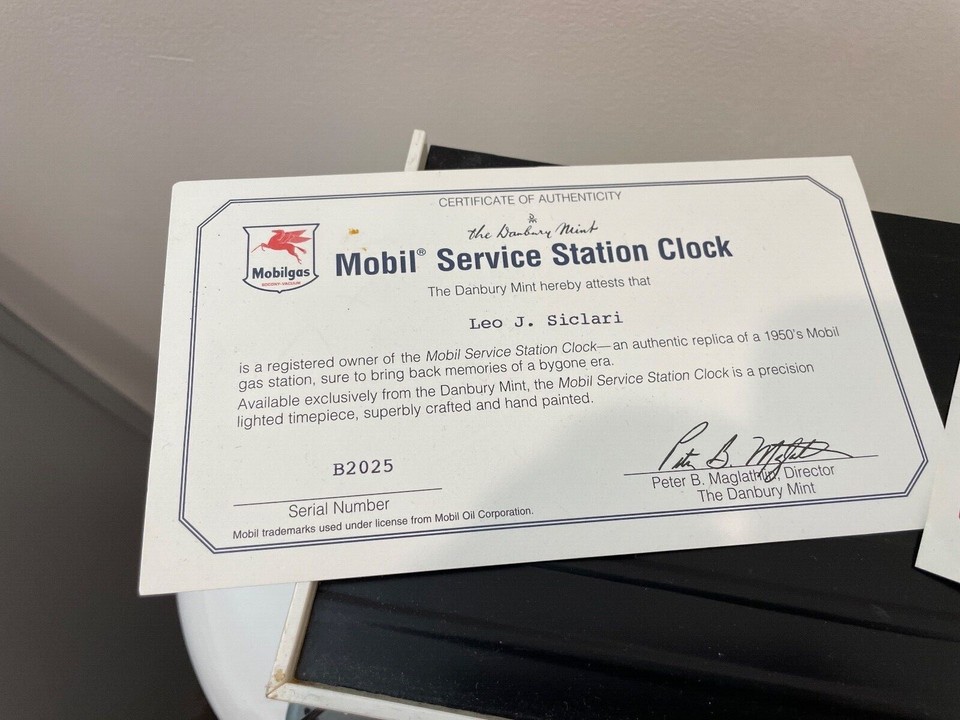 CERTIFICATE OF AUTHENTICITY
the Danbury Mint
Mobil® Service Station Clock
Mobilgas
SOCONY-VACUUM
The Danbury Mint hereby attests that
Leo J. Siclari
is a registered owner of the Mobil Service Station Clock—an authentic replica of a 1950's Mobil
gas station, sure to bring back memories of a bygone era.
Available exclusively from the Danbury Mint, the Mobil Service Station Clock is a precision
lighted timepiece, superbly crafted and hand painted.
B2025
Serial Number
Peter B. Maglathlin
Peter B. Maglathlin, Director
The Danbury Mint
Mobil trademarks used under license from Mobil Oil Corporation.